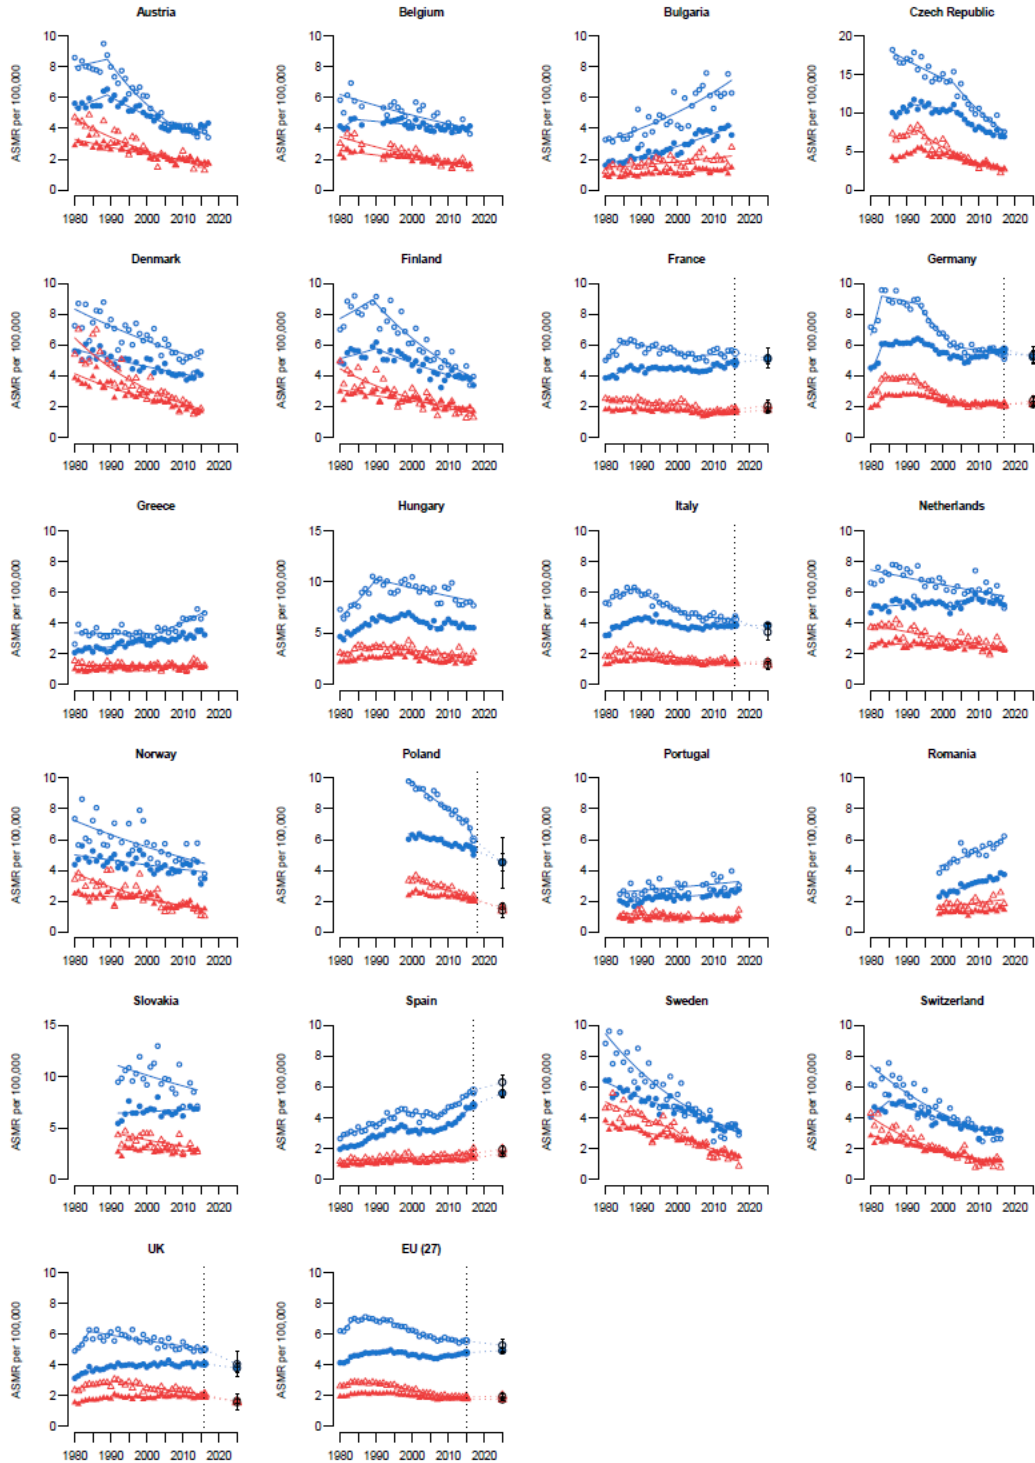 Austria Belgium Bulgaria Czech Republic
ASMR per 100,000 ASMR per 100,000 ASMR per 100,000 ASMR per 100,000
10 10 10 20
8 8 8 15
6 6 6 10
4 4 4 5
2 2 2 0
0 0 0
1980 1990 2000 2010 2020 1980 1990 2000 2010 2020 1980 1990 2000 2010 2020 1980 1990 2000 2010 2020
Denmark Finland France Germany
ASMR per 100,000 ASMR per 100,000 ASMR per 100,000 ASMR per 100,000
10 10 10 10
8 8 8 8
6 6 6 6
4 4 4 4
2 2 2 2
0 0 0 0
1980 1990 2000 2010 2020 1980 1990 2000 2010 2020 1980 1990 2000 2010 2020 1980 1990 2000 2010 2020
Greece Hungary Italy Netherlands
ASMR per 100,000 ASMR per 100,000 ASMR per 100,000 ASMR per 100,000
10 15 10 10
8 10 8 8
6 5 6 6
4 0 4 4
2 2 2
0 0 0
1980 1990 2000 2010 2020 1980 1990 2000 2010 2020 1980 1990 2000 2010 2020 1980 1990 2000 2010 2020
Norway Poland Portugal Romania
ASMR per 100,000 ASMR per 100,000 ASMR per 100,000 ASMR per 100,000
10 10 10 10
8 8 8 8
6 6 6 6
4 4 4 4
2 2 2 2
0 0 0 0
1980 1990 2000 2010 2020 1980 1990 2000 2010 2020 1980 1990 2000 2010 2020 1980 1990 2000 2010 2020
Slovakia Spain Sweden Switzerland
ASMR per 100,000 ASMR per 100,000 ASMR per 100,000 ASMR per 100,000
15 10 10 10
10 8 8 8
5 6 6 6
0 4 4 4
2 2 2
0 0 0
1980 1990 2000 2010 2020 1980 1990 2000 2010 2020 1980 1990 2000 2010 2020 1980 1990 2000 2010 2020
UK EU (27)
ASMR per 100,000 ASMR per 100,000
10 10
8 8
6 6
4 4
2 2
0 0
1980 1990 2000 2010 2020 1980 1990 2000 2010 2020